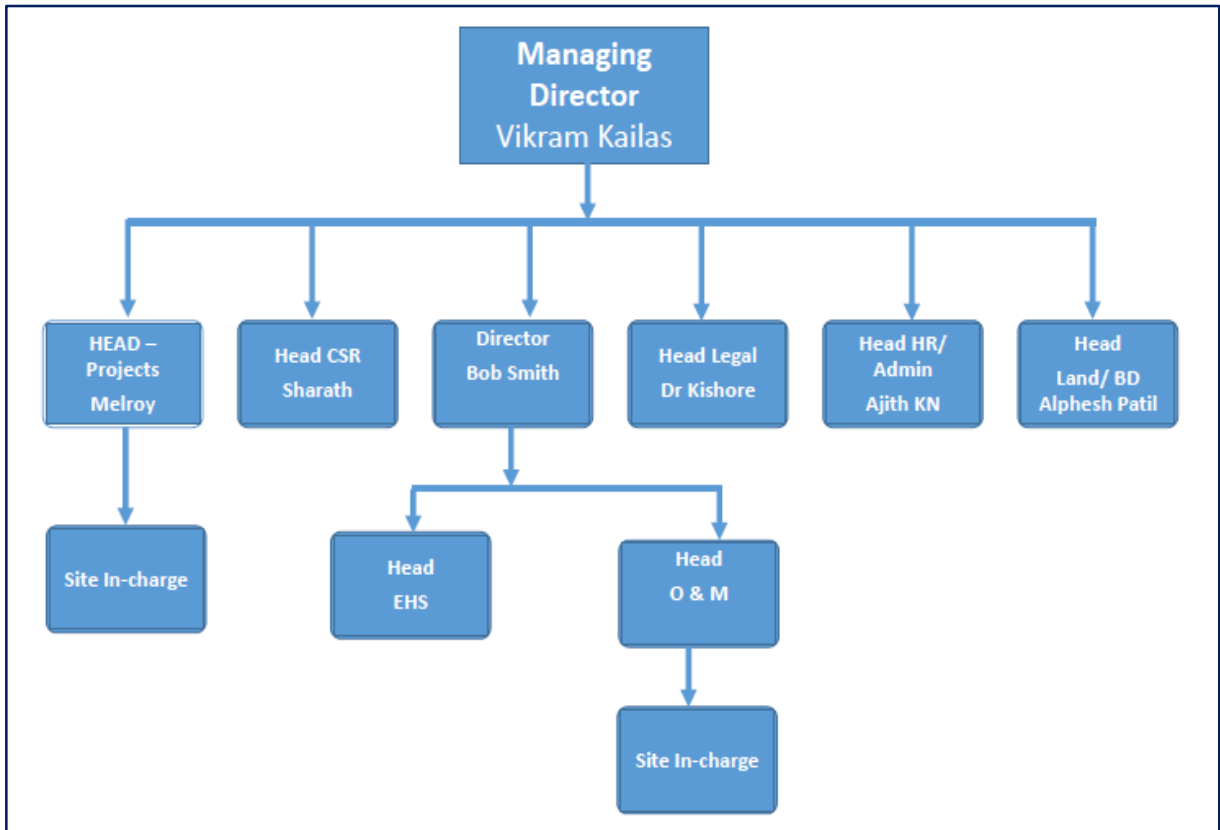 Managing
Director
Vikram Kailas
HEAD –
Projects
Melroy
Head CSR
Sharath
Director
Bob Smith
Head Legal
Dr Kishore
Head HR/
Admin
Ajith KN
Head
Land/ BD
Alphesh Patil
Site In-charge
Head
EHS
Head
O & M
Site In-charge